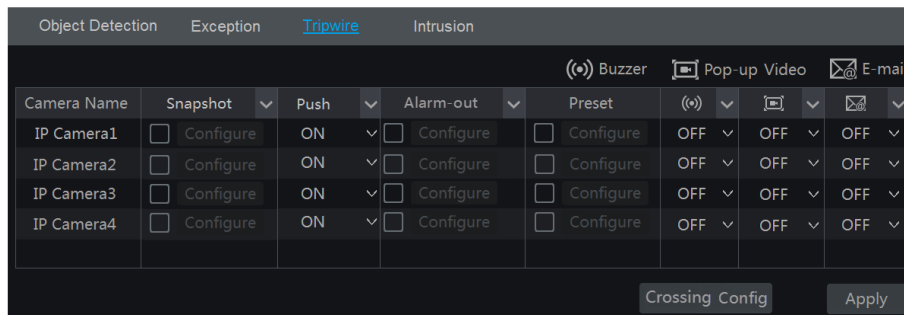 Object Detection Exception Tripwire Intrusion
Buzzer Pop-up Video E-mai
Camera Name Snapshot Push Alarm-out Preset
IP Camera1 Configure ON Configure Configure OFF OFF OFF
IP Camera2 Configure ON Configure Configure OFF OFF OFF
IP Camera3 Configure ON Configure Configure OFF OFF OFF
IP Camera4 Configure ON Configure Configure OFF OFF OFF
Crossing Config Apply